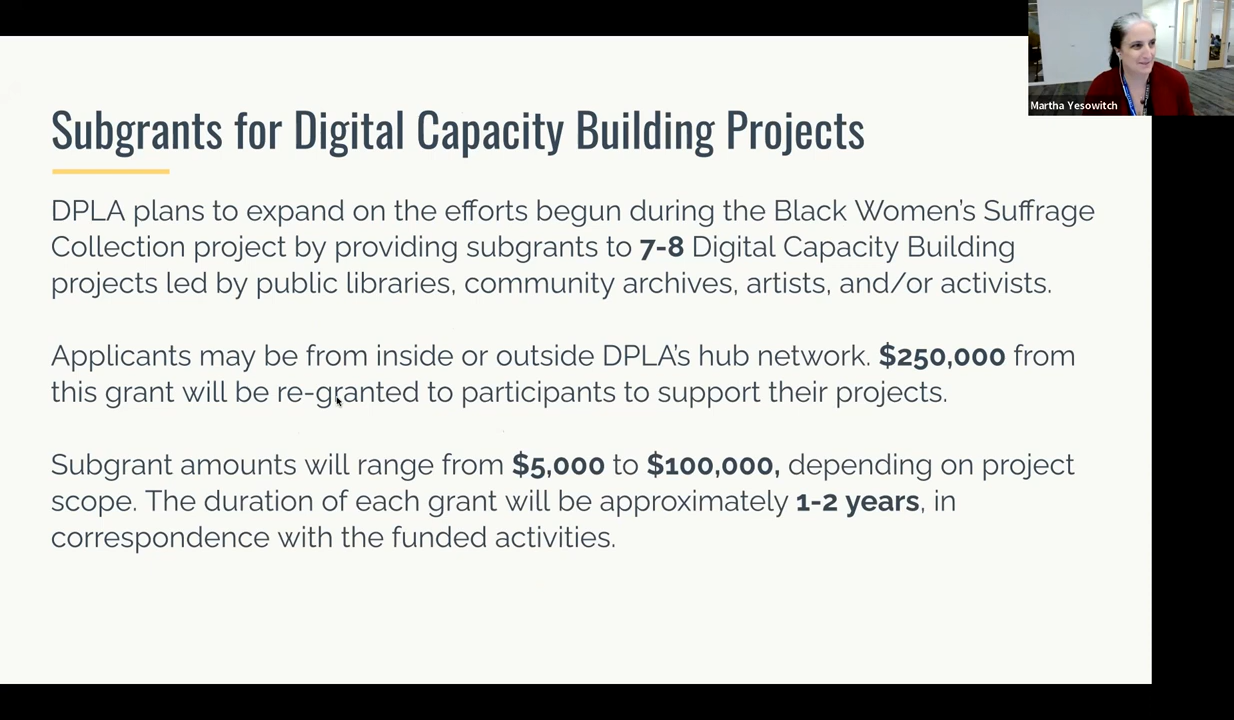 Martha Yesowitch
Subgrants for Digital Capacity Building Projects
DPLA plans to expand on the efforts begun during the Black Women's Suffrage
Collection project by providing subgrants to 7-8 Digital Capacity Building
projects led by public libraries, community archives, artists, and/or activists.
Applicants may be from inside or outside DPLA's hub network. $250,000 from
this grant will be re-granted to participants to support their projects.
Subgrant amounts will range from $5,000 to $100,000, depending on project
scope. The duration of each grant will be approximately 1-2 years, in
correspondence with the funded activities.